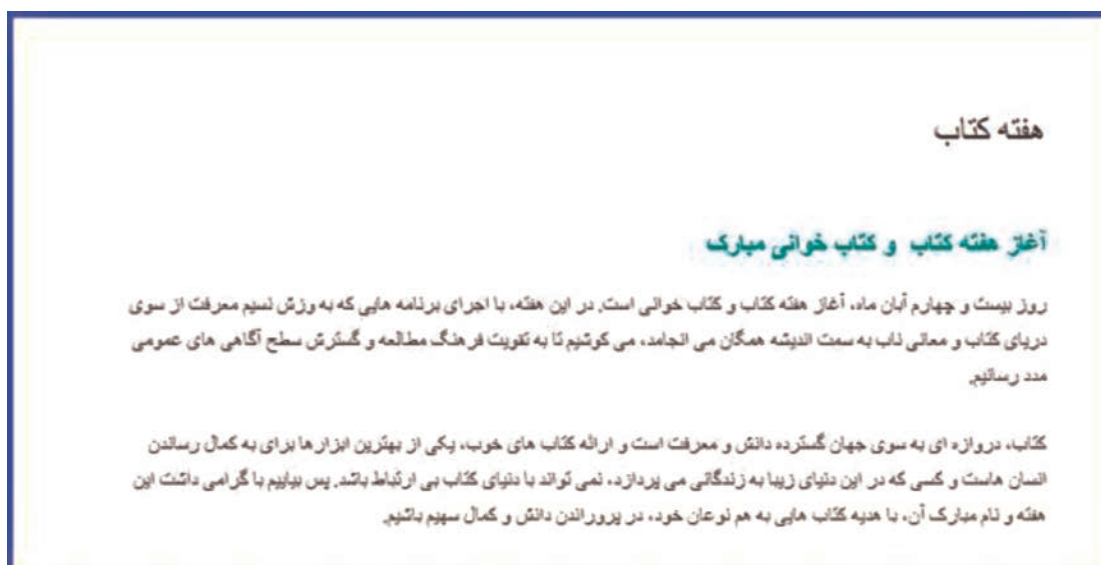 هفته کتاب
آغاز هفته کتاب و کتاب خوانی مبارک
روز بیست و چهارم آبان ماه، آغاز هفته کتاب و کتاب خوانی است. در این هفته، با اجرای برنامه هایی که به وزش نسیم معرفت از سوی
دریای کتاب و معانی ناب به سمت اندیشه همگان می انجامد، می کوشیم تا به تقویت فرهنگ مطالعه و گسترش سطح آگاهی های عمومی
مدد رسانیم.
کتاب، دروازه ای به سوی جهان گسترده دانش و معرفت است و ارائه کتاب های خوب، یکی از بهترین ابزارها برای به کمال رساندن
انسان هاست و کسی که در این دنیای زیبا به زندگانی می پردازد، نمی تواند با دنیای کتاب بی ارتباط باشد. پس بیاییم با گرامی داشت این
هفته و نام مبارک آن، با هدیه کتاب هایی به هم نوعان خود، در پروراندن دانش و کمال سهیم باشیم.